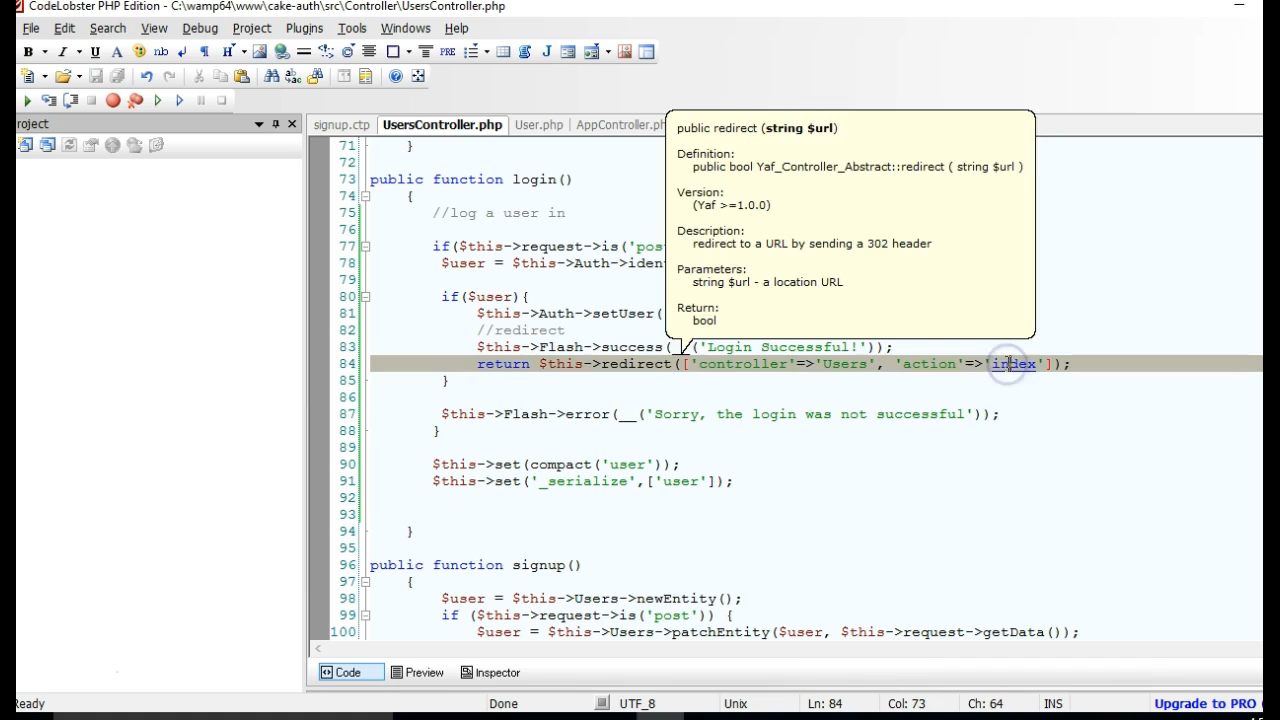 CodeLobster PHP Edition - C:\wamp64\www\cake-auth\src\Controller\UsersController.php
File Edit Search View Debug Project Plugins Tools Windows Help
B I U A nb ¶ H PRE J
roject
signup.ctp UsersController.php User.php AppController.ph
public redirect (string $url)
Definition:
public bool Yaf_Controller_Abstract::redirect ( string $url )
Version:
(Yaf >=1.0.0)
Description:
redirect to a URL by sending a 302 header
Parameters:
string $url - a location URL
Return:
bool
71 }
72
73 public function login()
74 {
75 //log a user in
76
77 if($this->request->is('pos
78 $user = $this->Auth->iden
79
80 if($user){
81 $this->Auth->setUser(
82 //redirect
83 $this->Flash->success(__('Login Successful!'));
84 return $this->redirect(['controller'=>'Users', 'action'=>'index']);
85 }
86
87 $this->Flash->error(__('Sorry, the login was not successful'));
88 }
89
90 $this->set(compact('user'));
91 $this->set('_serialize',['user']);
92
93
94 }
95
96 public function signup()
97 {
98 $user = $this->Users->newEntity();
99 if ($this->request->is('post')) {
100 $user = $this->Users->patchEntity($user, $this->request->getData());
Code Preview Inspector
Ready Done UTF_8 Unix Ln: 84 Col: 73 Ch: 64 INS Upgrade to PRO